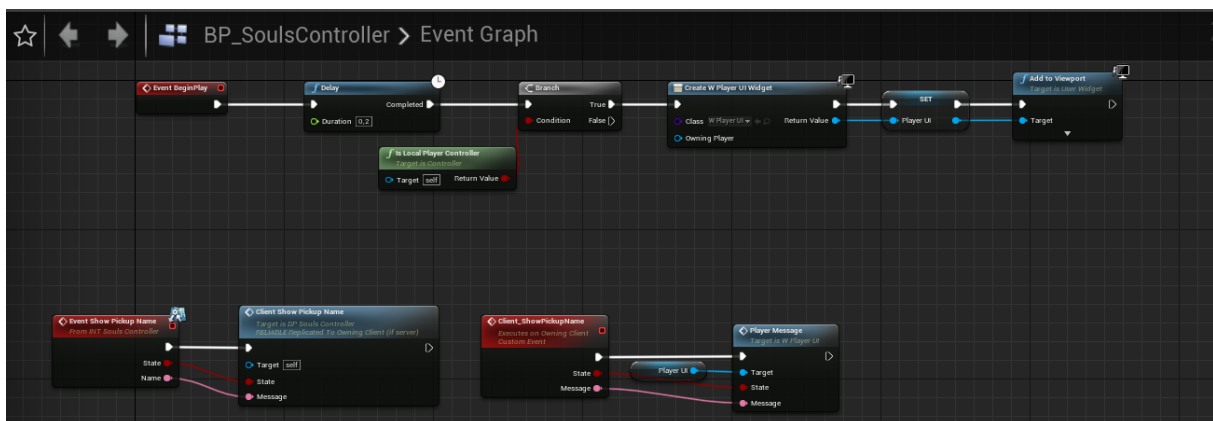 BP_SoulsController > Event Graph
Event BeginPlay
f Delay
Completed
Duration 0,2
Branch
True
Condition False
f Is Local Player Controller
Target is Controller
Target self Return Value
Create W Player UI Widget
Class W Player UI Return Value
Owning Player
SET
Player UI
f Add to Viewport
Target is User Widget
Target
Event Show Pickup Name
From INT Souls Controller
State
Name
Client Show Pickup Name
Target is BP Souls Controller
RELIABLE Replicated To Owning Client (if server)
Target self
State
Message
Client_ShowPickupName
Executes on Owning Client
Custom Event
State
Message
Player UI
Player Message
Target is W Player UI
Target
State
Message